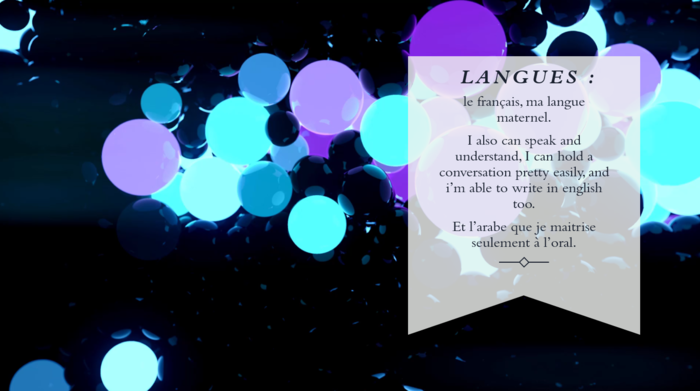 LANGUES :
le français, ma langue
maternel.
I also can speak and
understand, I can hold a
conversation pretty easily, and
i'm able to write in english
too.
Et l'arabe que je maitrise
seulement à l'oral.